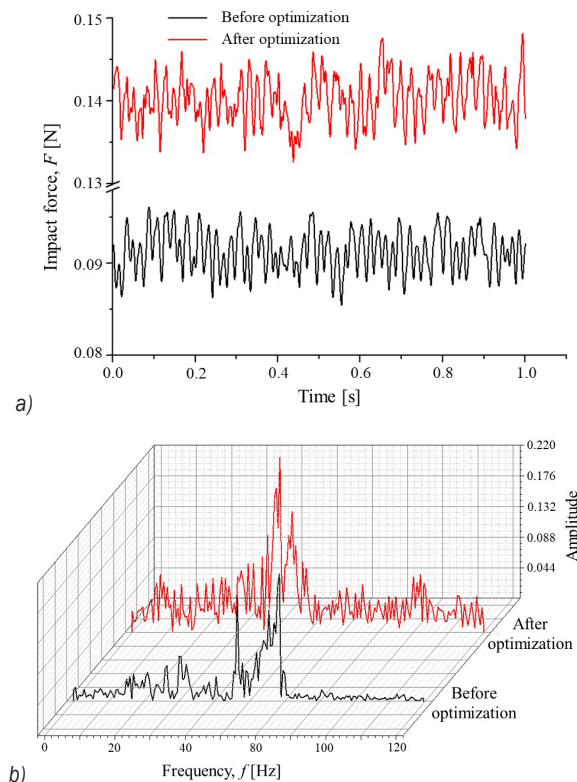 0.15
Before optimization
After optimization
0.14
0.13
0.09
0.08
Impact force, F [N]
0.0 0.2 0.4 0.6 0.8 1.0
Time [s]
a)
0.220
0.176
0.132
0.088
0.044
Amplitude
After
optimization
Before
optimization
0 20 40 60 80 100 120
Frequency, f [Hz]
b)